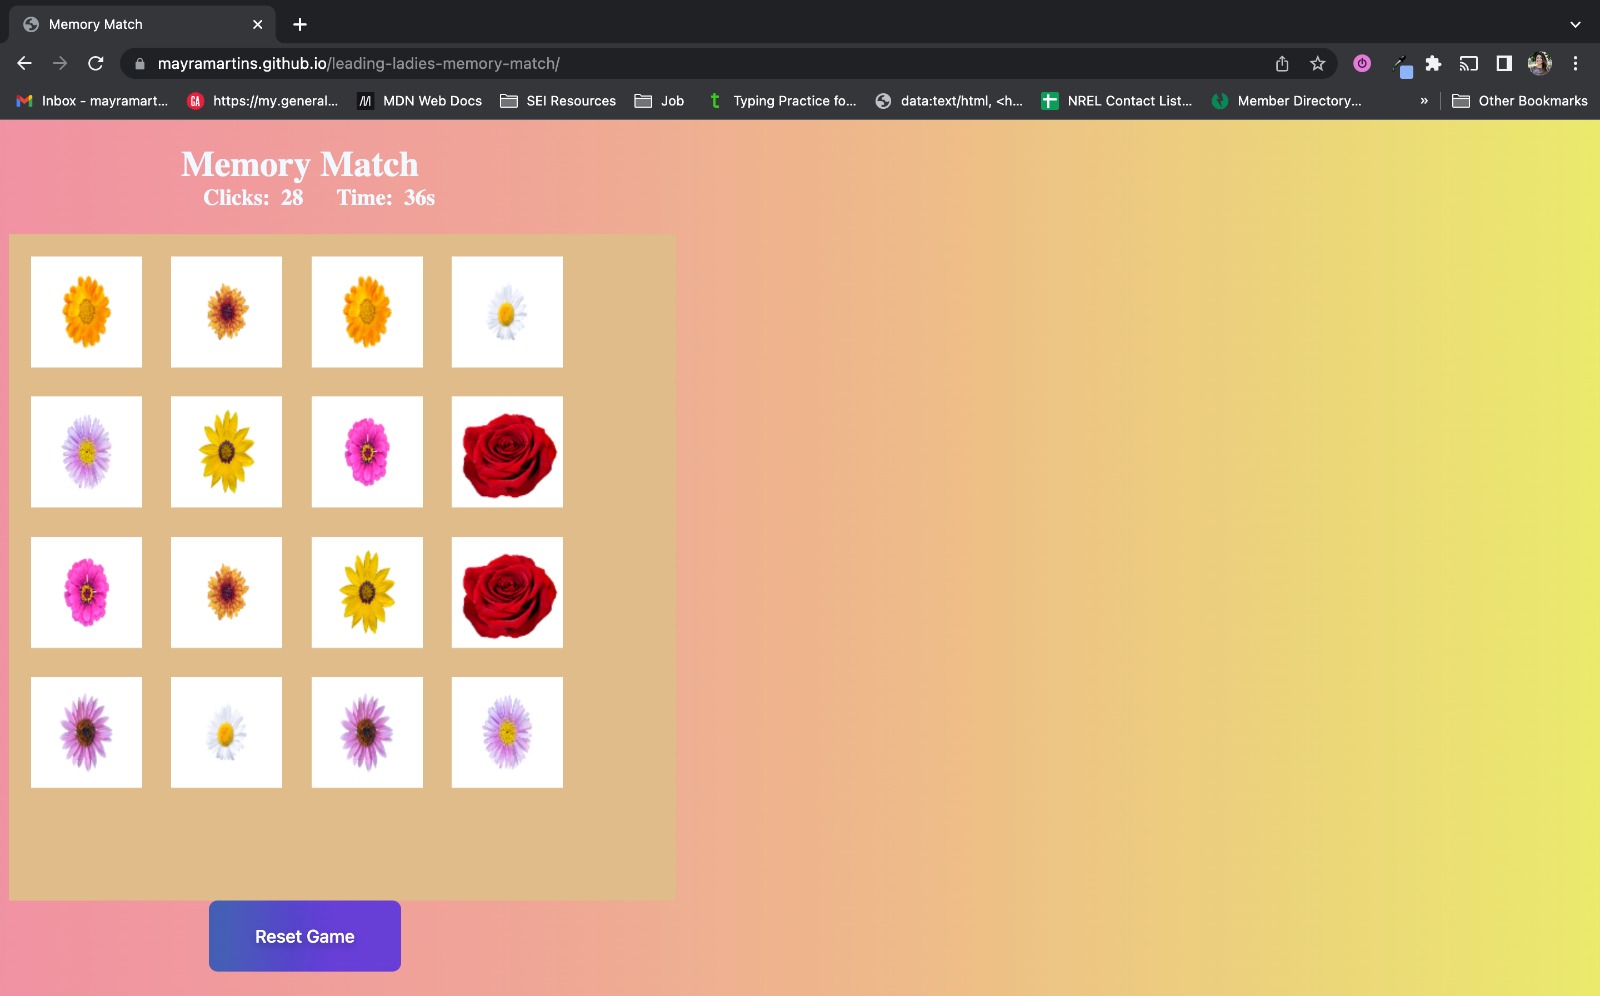 Memory Match
mayramartins.github.io/leading-ladies-memory-match/
Inbox - mayramart... GA https://my.general... MDN Web Docs SEI Resources Job t Typing Practice fo... data:text/html, <h... NREL Contact List... Member Directory... » Other Bookmarks
Memory Match
Clicks: 28 Time: 36s
Reset Game